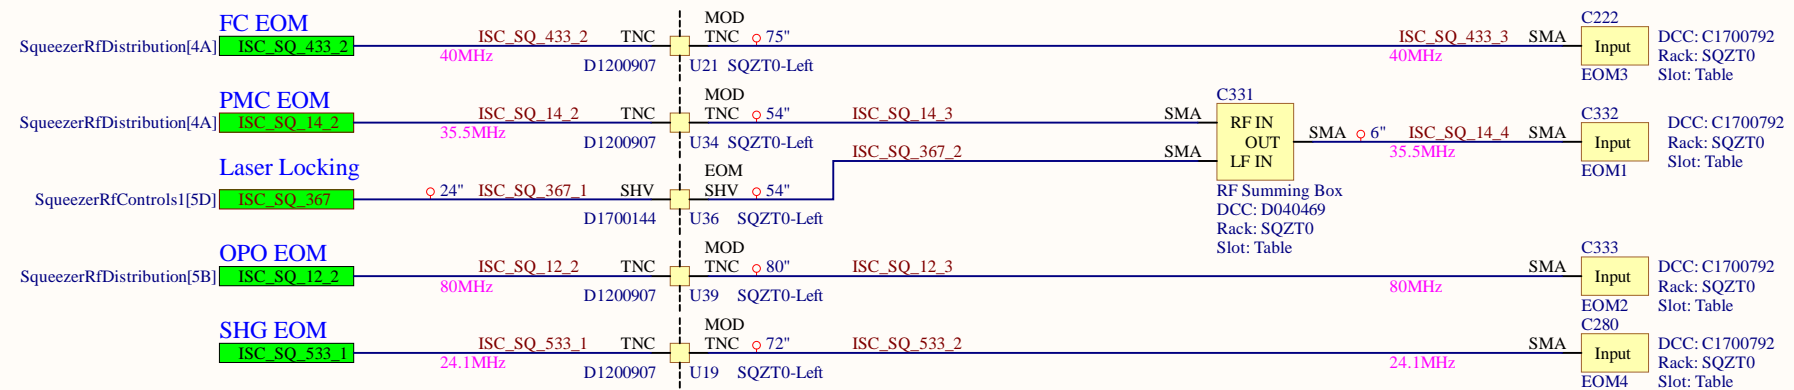 FC EOM
SqueezerRfDistribution[4A] ISC_SQ_433_2 ISC_SQ_433_2 TNC MOD TNC 75" ISC_SQ_433_3 SMA C222 Input DCC: C1700792
40MHz D1200907 U21 SQZT0-Left 40MHz EOM3 Rack: SQZT0
Slot: Table
PMC EOM
SqueezerRfDistribution[4A] ISC_SQ_14_2 ISC_SQ_14_2 TNC MOD TNC 54" ISC_SQ_14_3 SMA
35.5MHz D1200907 U34 SQZT0-Left
C331
RF IN
OUT
LF IN
RF Summing Box
DCC: D040469
Rack: SQZT0
Slot: Table
SMA 6" ISC_SQ_14_4 SMA
35.5MHz
C332
Input
EOM1
DCC: C1700792
Rack: SQZT0
Slot: Table
Laser Locking
SqueezerRfControls1[5D] ISC_SQ_367 24" ISC_SQ_367_1 SHV EOM SHV 54" ISC_SQ_367_2 SMA
D1700144 U36 SQZT0-Left
OPO EOM
SqueezerRfDistribution[5B] ISC_SQ_12_2 ISC_SQ_12_2 TNC MOD TNC 80" ISC_SQ_12_3 SMA C333 Input DCC: C1700792
80MHz D1200907 U39 SQZT0-Left 80MHz EOM2 Rack: SQZT0
Slot: Table
SHG EOM
ISC_SQ_533_1 ISC_SQ_533_1 TNC MOD TNC 72" ISC_SQ_533_2 SMA C280 Input DCC: C1700792
24.1MHz D1200907 U19 SQZT0-Left 24.1MHz EOM4 Rack: SQZT0
Slot: Table